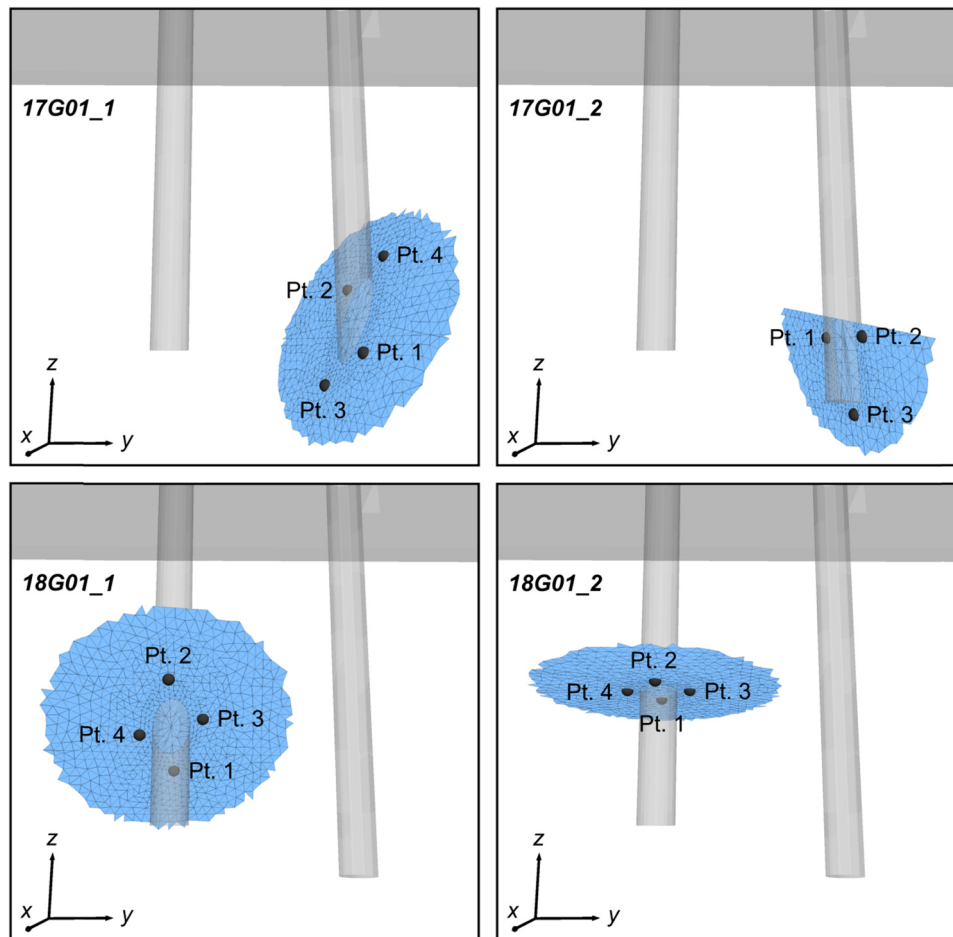 17G01_1
Pt. 4
Pt. 2
Pt. 1
Pt. 3
z
x
y
17G01_2
Pt. 1
Pt. 2
Pt. 3
z
x
y
18G01_1
Pt. 2
Pt. 3
Pt. 4
Pt. 1
z
x
y
18G01_2
Pt. 2
Pt. 4
Pt. 3
Pt. 1
z
x
y